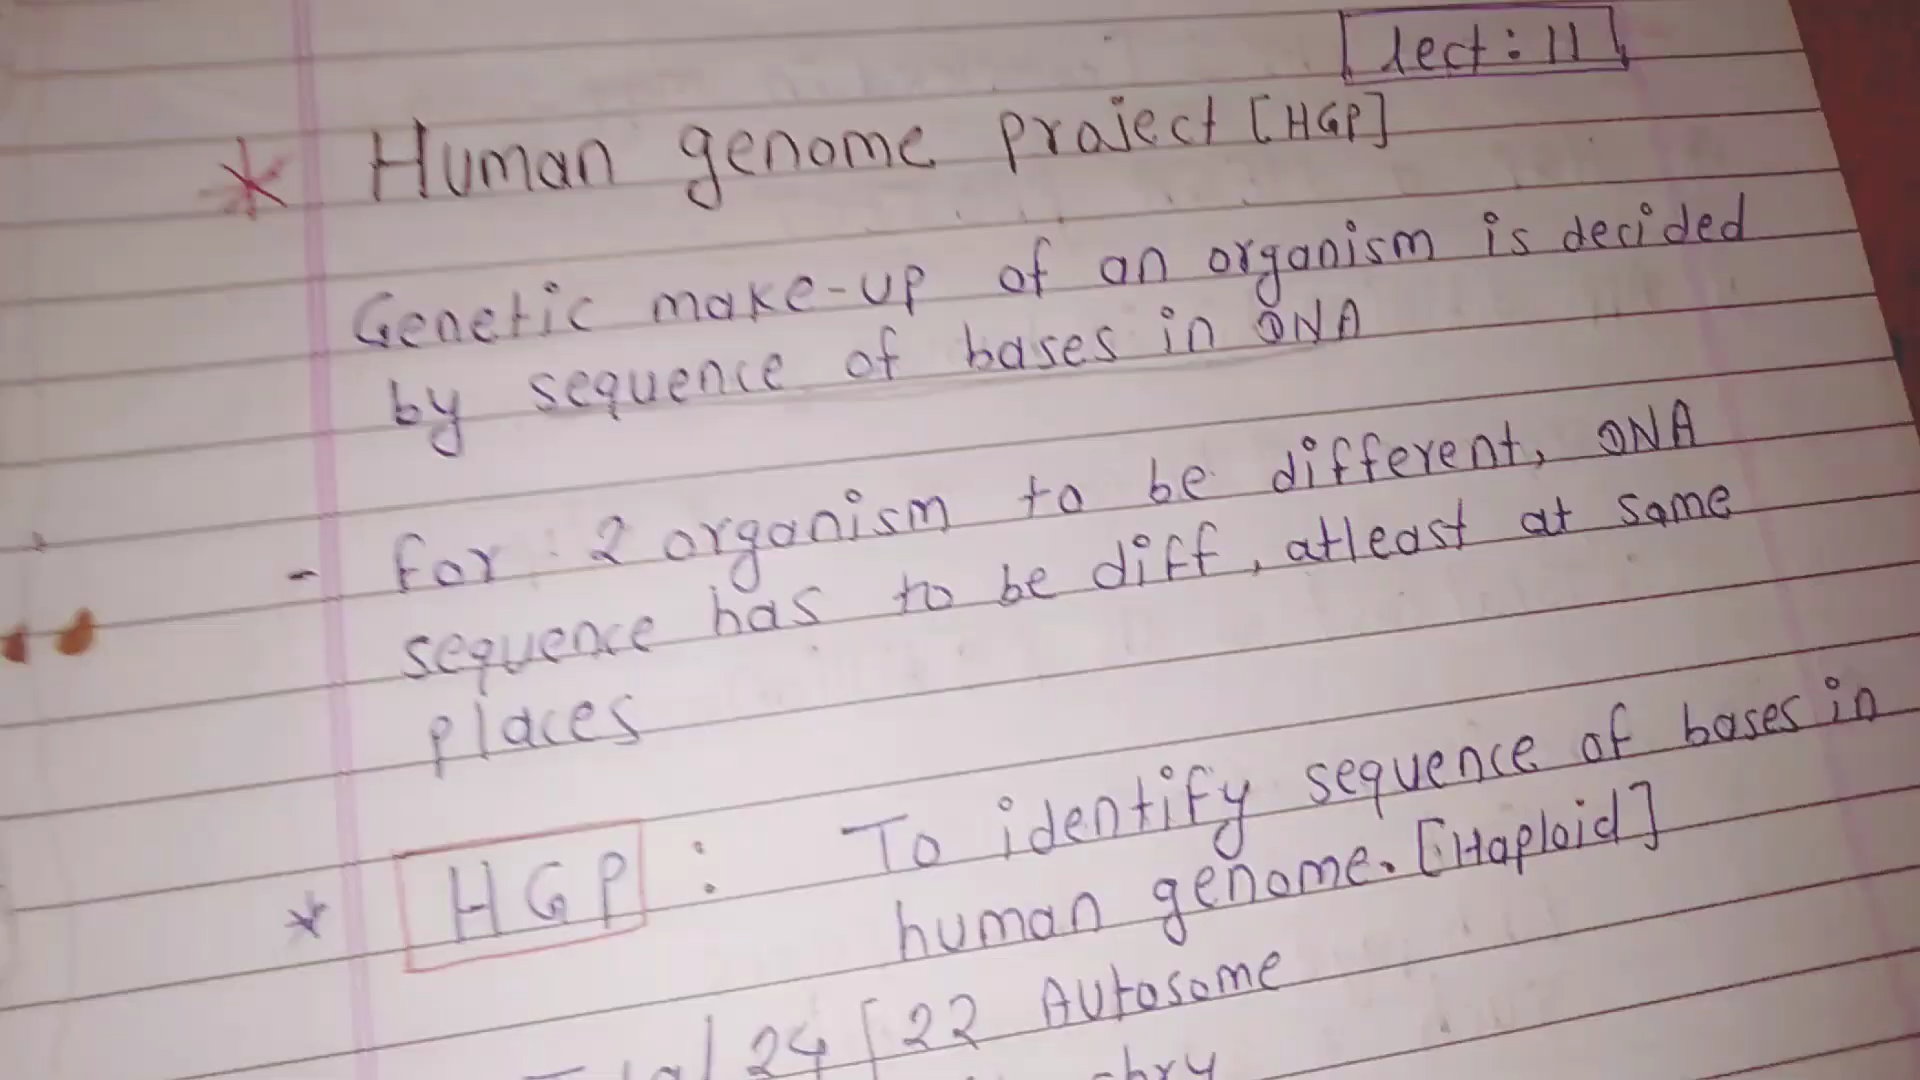 lect: 11
Human genome project [HGP]
Genetic make-up of an organism is decided
by sequence of bases in DNA
- For : 2 organism to be different, DNA
sequence has to be diff, atleast at same
places
* HGP : To identify sequence of bases in
human genome. [Haploid]
24 [ 22 Autosome